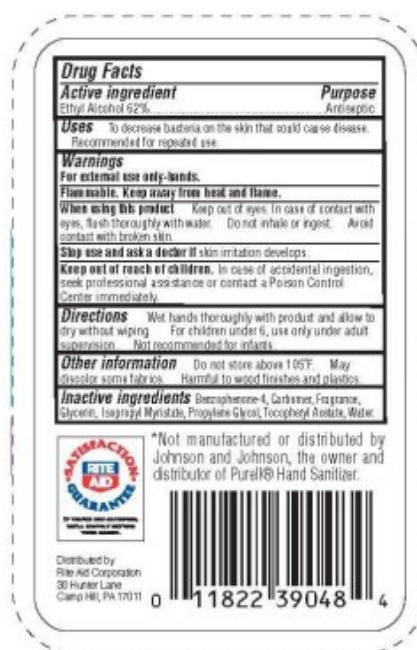 Drug Facts
Active ingredient Purpose
Ethyl Alcohol 62% Antiseptic
Uses To decrease bacteria on the skin that could cause disease.
Recommended for repeated use.
Warnings
For external use only-hands.
Flammable. Keep away from heat and flame.
When using this product Keep out of eyes. In case of contact with
eyes, flush thoroughly with water. Do not inhale or ingest. Avoid
contact with broken skin.
Stop use and ask a doctor if skin irritation develops.
Keep out of reach of children. In case of accidental ingestion,
seek professional assistance or contact a Poison Control
Center immediately.
Directions Wet hands thoroughly with product and allow to
dry without wiping. For children under 6, use only under adult
supervision. Not recommended for infants.
Other information Do not store above 105°F. May
discolor some fabrics. Harmful to wood finishes and plastics.
Inactive ingredients Benzophenone-4, Carbomer, Fragrance,
Glycerin, Isopropyl Myristate, Propylene Glycol, Tocopheryl Acetate, Water.
*Not manufactured or distributed by
Johnson and Johnson, the owner and
distributor of Purell® Hand Sanitizer.
SATISFACTION
RITE
AID
GUARANTEE
Distributed by
Rite Aid Corporation
30 Hunter Lane
Camp Hill, PA 17011
0 11822 39048 4